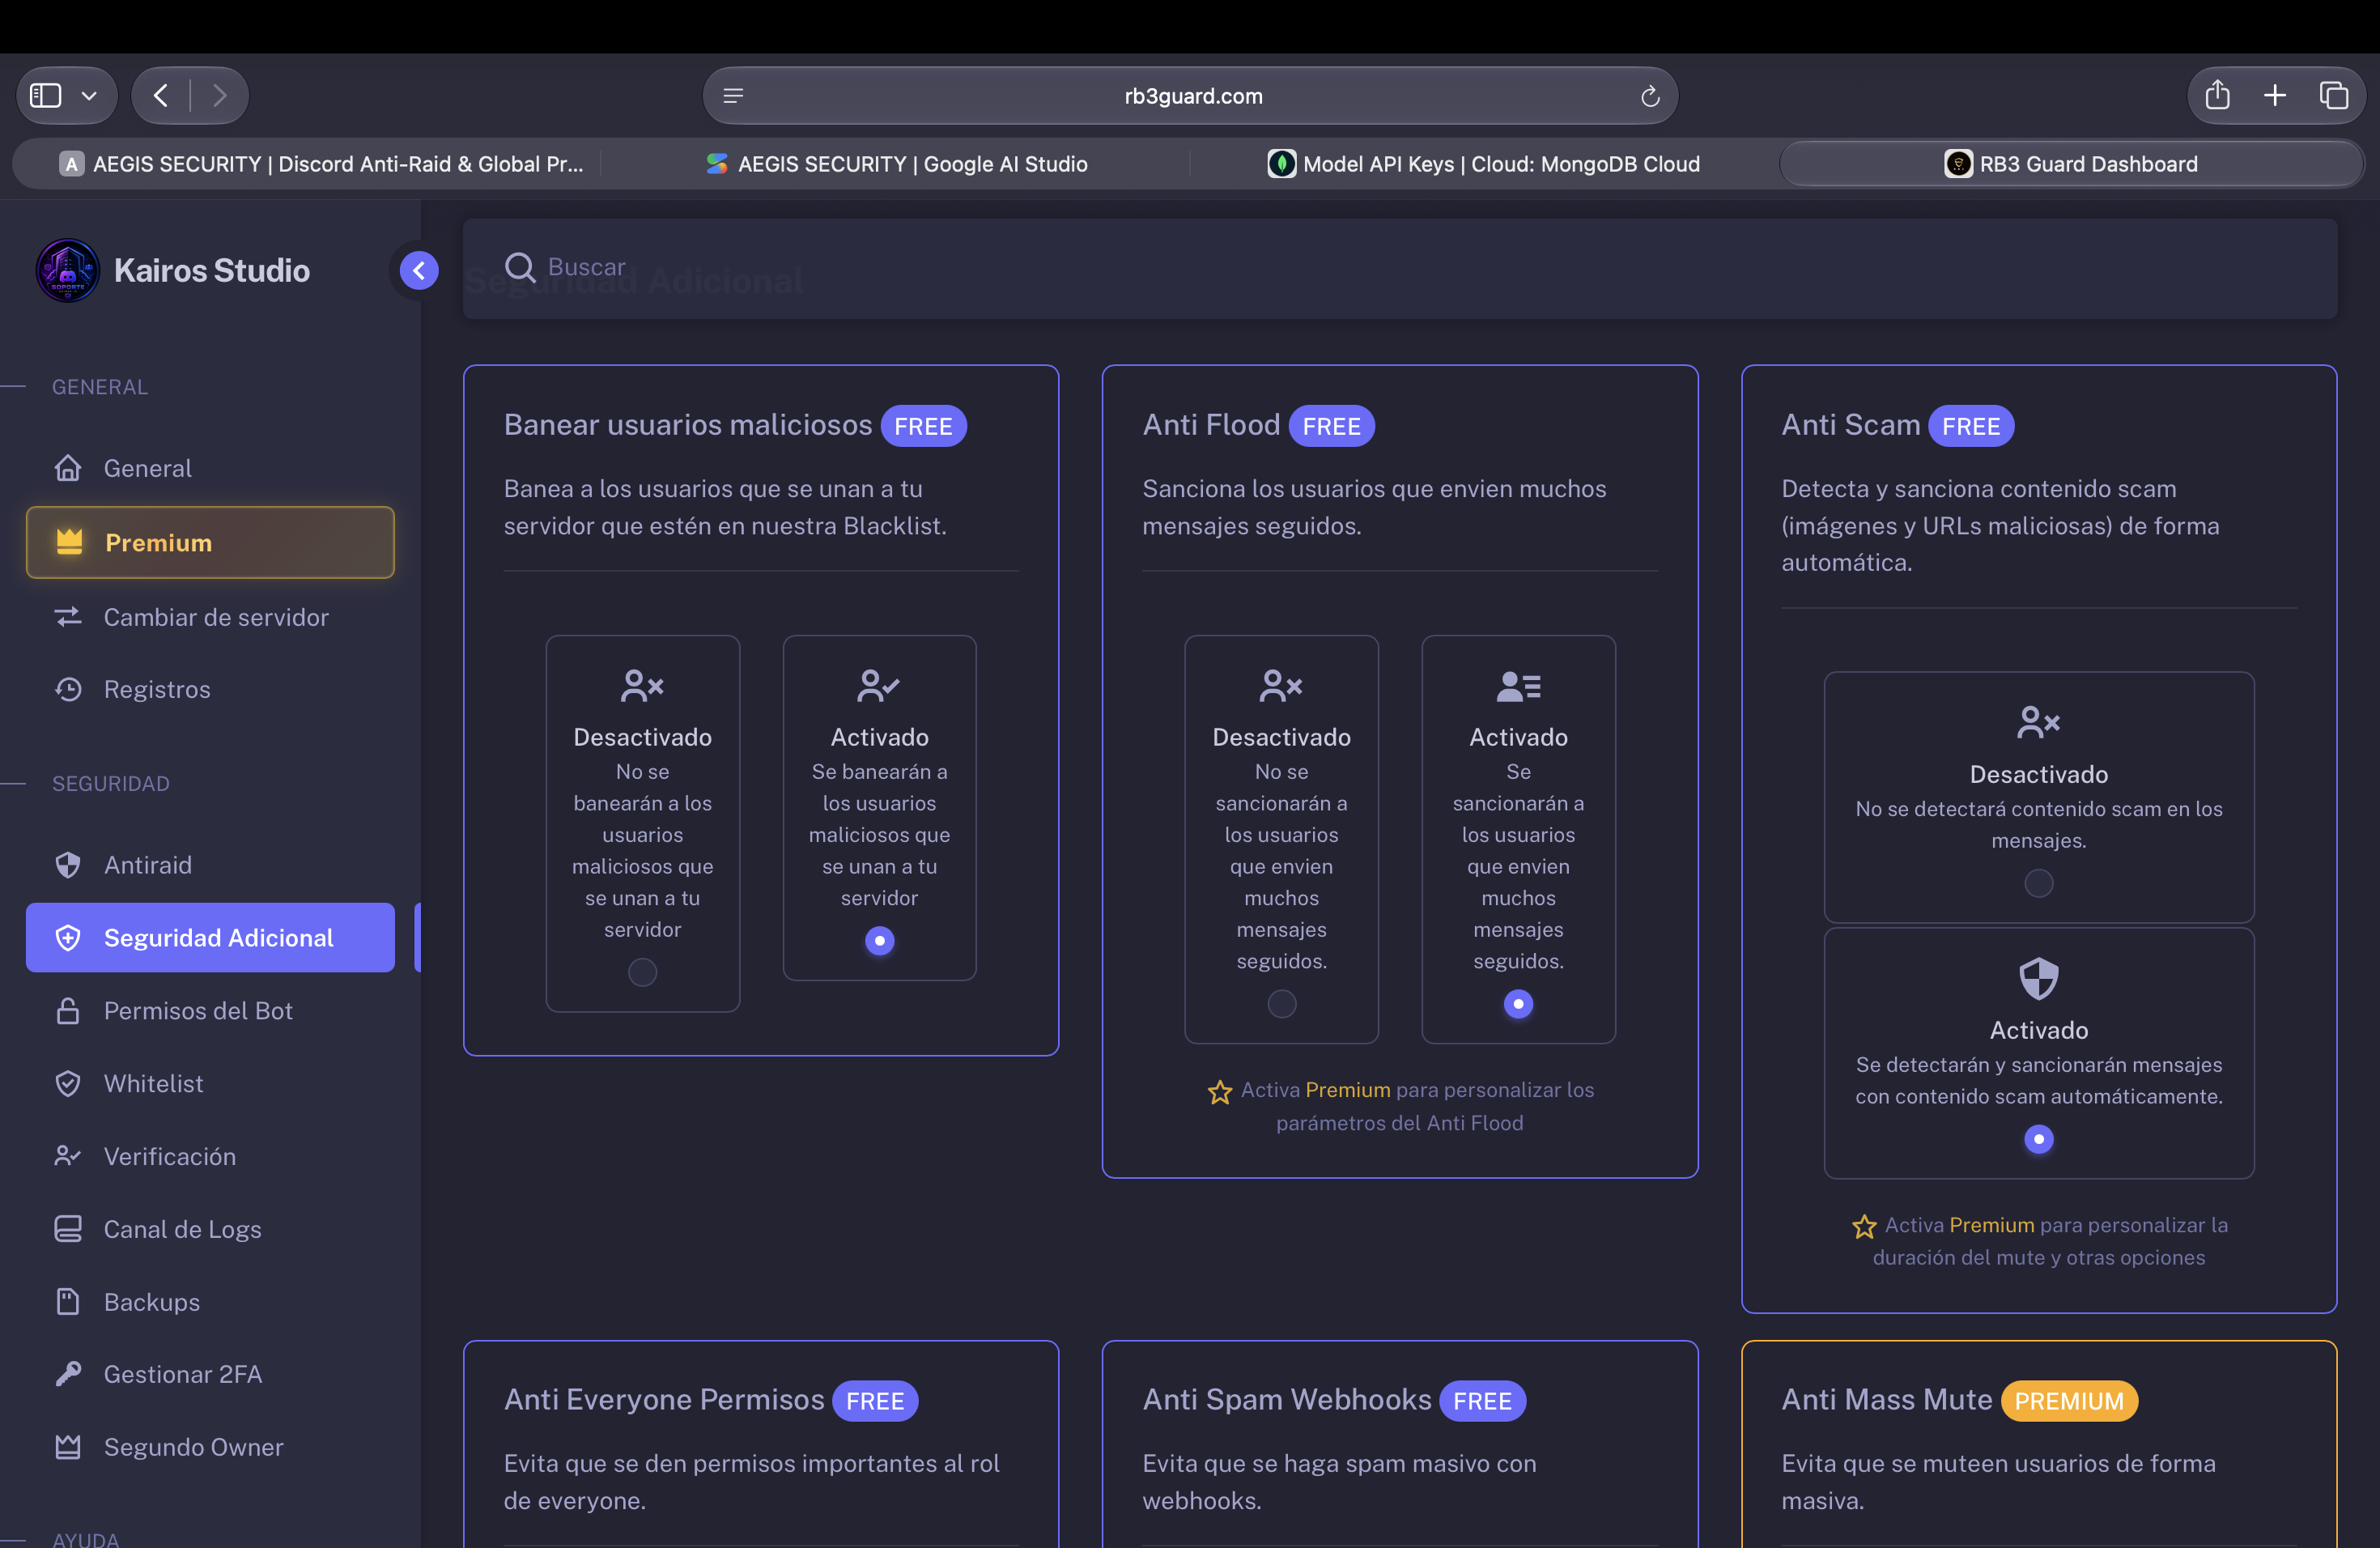 rb3guard.com
A AEGIS SECURITY | Discord Anti-Raid & Global Pr...
AEGIS SECURITY | Google AI Studio
Model API Keys | Cloud: MongoDB Cloud
RB3 Guard Dashboard
SOPORTE
Kairos Studio
Buscar
Seguridad Adicional
GENERAL
General
Premium
Cambiar de servidor
Registros
SEGURIDAD
Antiraid
Seguridad Adicional
Permisos del Bot
Whitelist
Verificación
Canal de Logs
Backups
Gestionar 2FA
Segundo Owner
AYUDA
Banear usuarios maliciosos FREE
Banea a los usuarios que se unan a tu
servidor que estén en nuestra Blacklist.
Desactivado
No se
banearán a los
usuarios
maliciosos que
se unan a tu
servidor
Activado
Se banearán a
los usuarios
maliciosos que
se unan a tu
servidor
Anti Flood FREE
Sanciona los usuarios que envien muchos
mensajes seguidos.
Desactivado
No se
sancionarán a
los usuarios
que envien
muchos
mensajes
seguidos.
Activado
Se
sancionarán a
los usuarios
que envien
muchos
mensajes
seguidos.
Activa Premium para personalizar los
parámetros del Anti Flood
Anti Scam FREE
Detecta y sanciona contenido scam
(imágenes y URLs maliciosas) de forma
automática.
Desactivado
No se detectará contenido scam en los
mensajes.
Activado
Se detectarán y sancionarán mensajes
con contenido scam automáticamente.
Activa Premium para personalizar la
duración del mute y otras opciones
Anti Everyone Permisos FREE
Evita que se den permisos importantes al rol
de everyone.
Anti Spam Webhooks FREE
Evita que se haga spam masivo con
webhooks.
Anti Mass Mute PREMIUM
Evita que se muteen usuarios de forma
masiva.